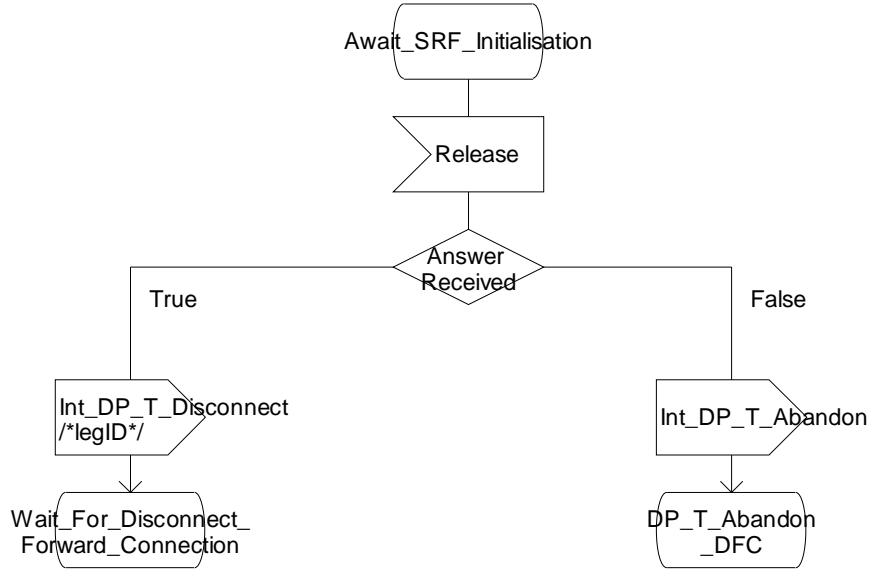 Await_SRF_Initialisation
Release
Answer
Received
True
False
Int_DP_T_Disconnect
/*legID*/
Int_DP_T_Abandon
Wait_For_Disconnect_
Forward_Connection
DP_T_Abandon
_DFC